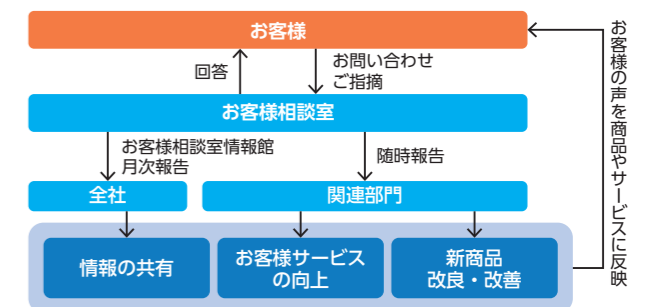 お客様
回答
お問い合わせ
ご指摘
お客様相談室
お客様相談室情報館
月次報告
随時報告
全社
関連部門
情報の共有
お客様サービス
の向上
新商品
改良・改善
お客様の声を商品やサービスに反映